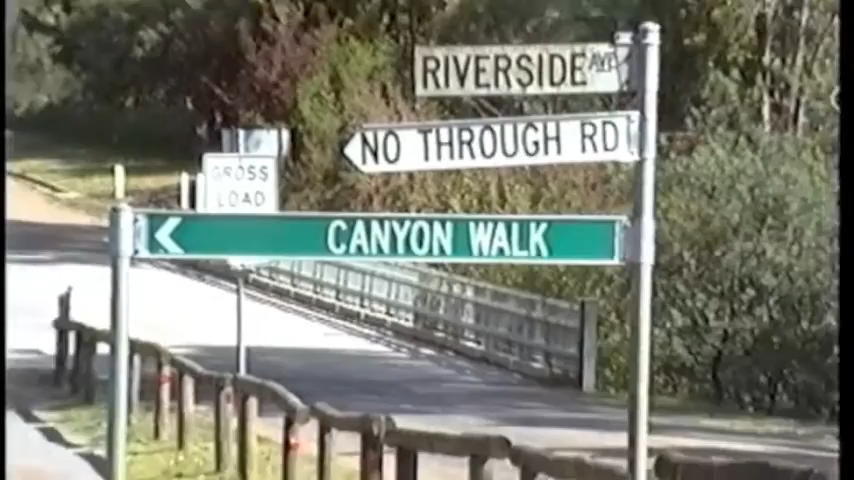 RIVERSIDE AVE
NO THROUGH RD
GROSS
LOAD
CANYON WALK